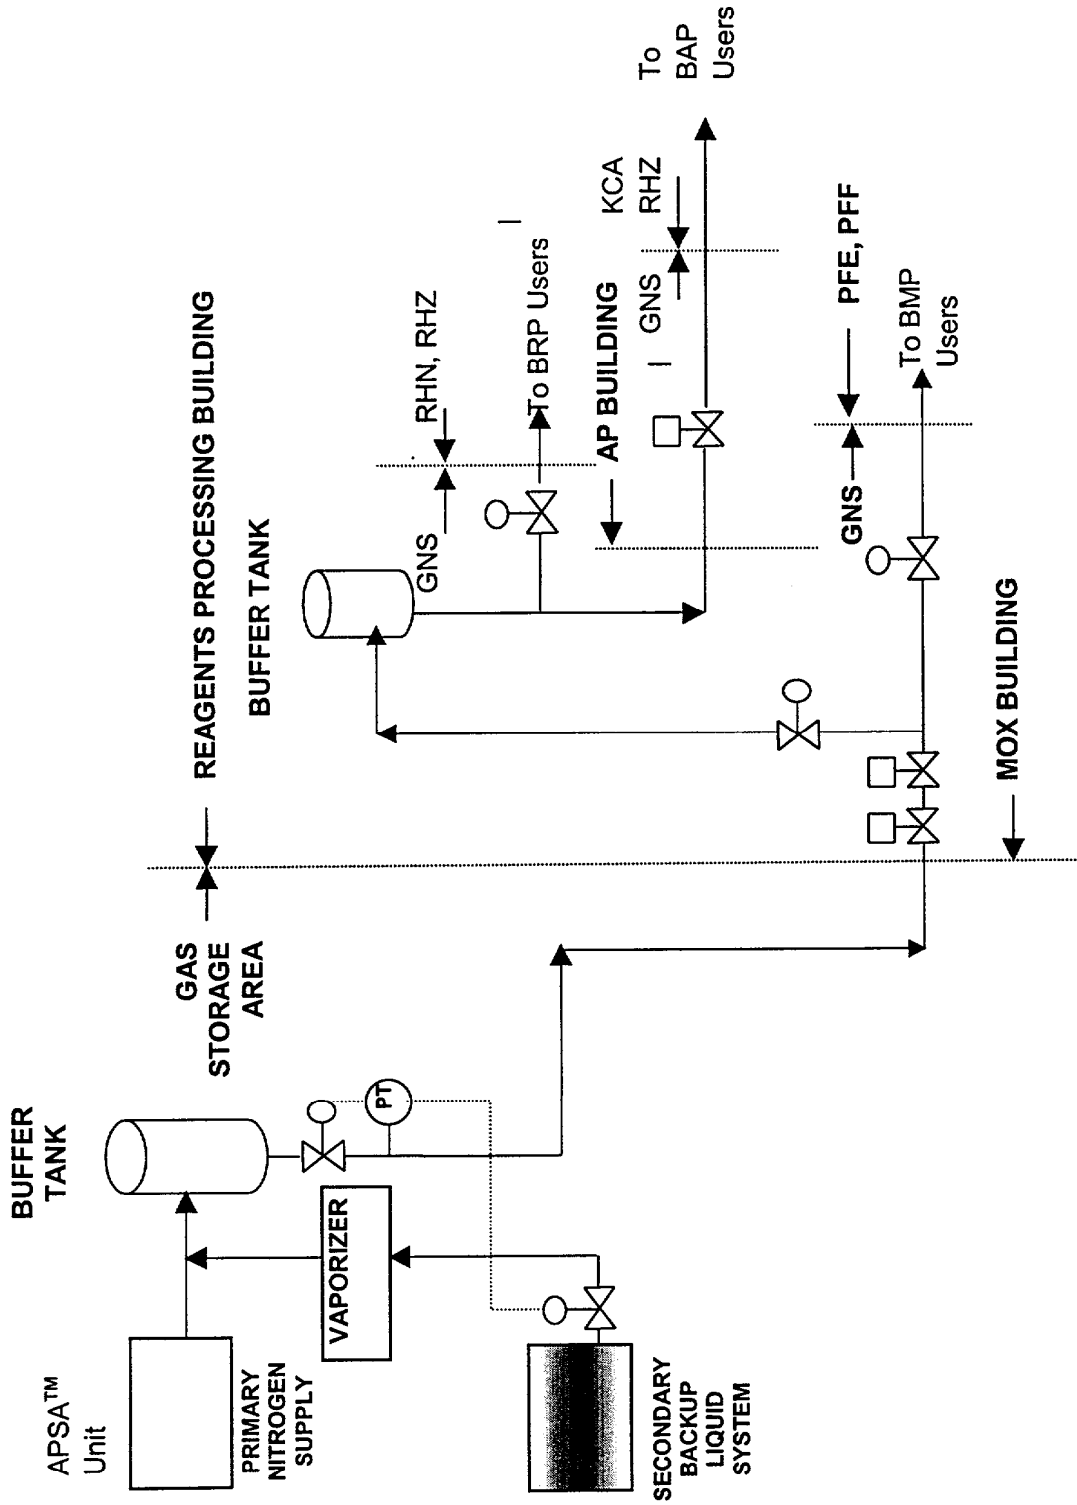 APSA™
Unit
PRIMARY
NITROGEN
SUPPLY
BUFFER
TANK
VAPORIZER
PT
SECONDARY
BACKUP
LIQUID
SYSTEM
GAS
STORAGE
AREA
REAGENTS PROCESSING BUILDING
BUFFER TANK
GNS
RHN, RHZ
To BRP Users
AP BUILDING
GNS
KCA
RHZ
To
BAP
Users
MOX BUILDING
GNS
PFE, PFF
To BMP
Users